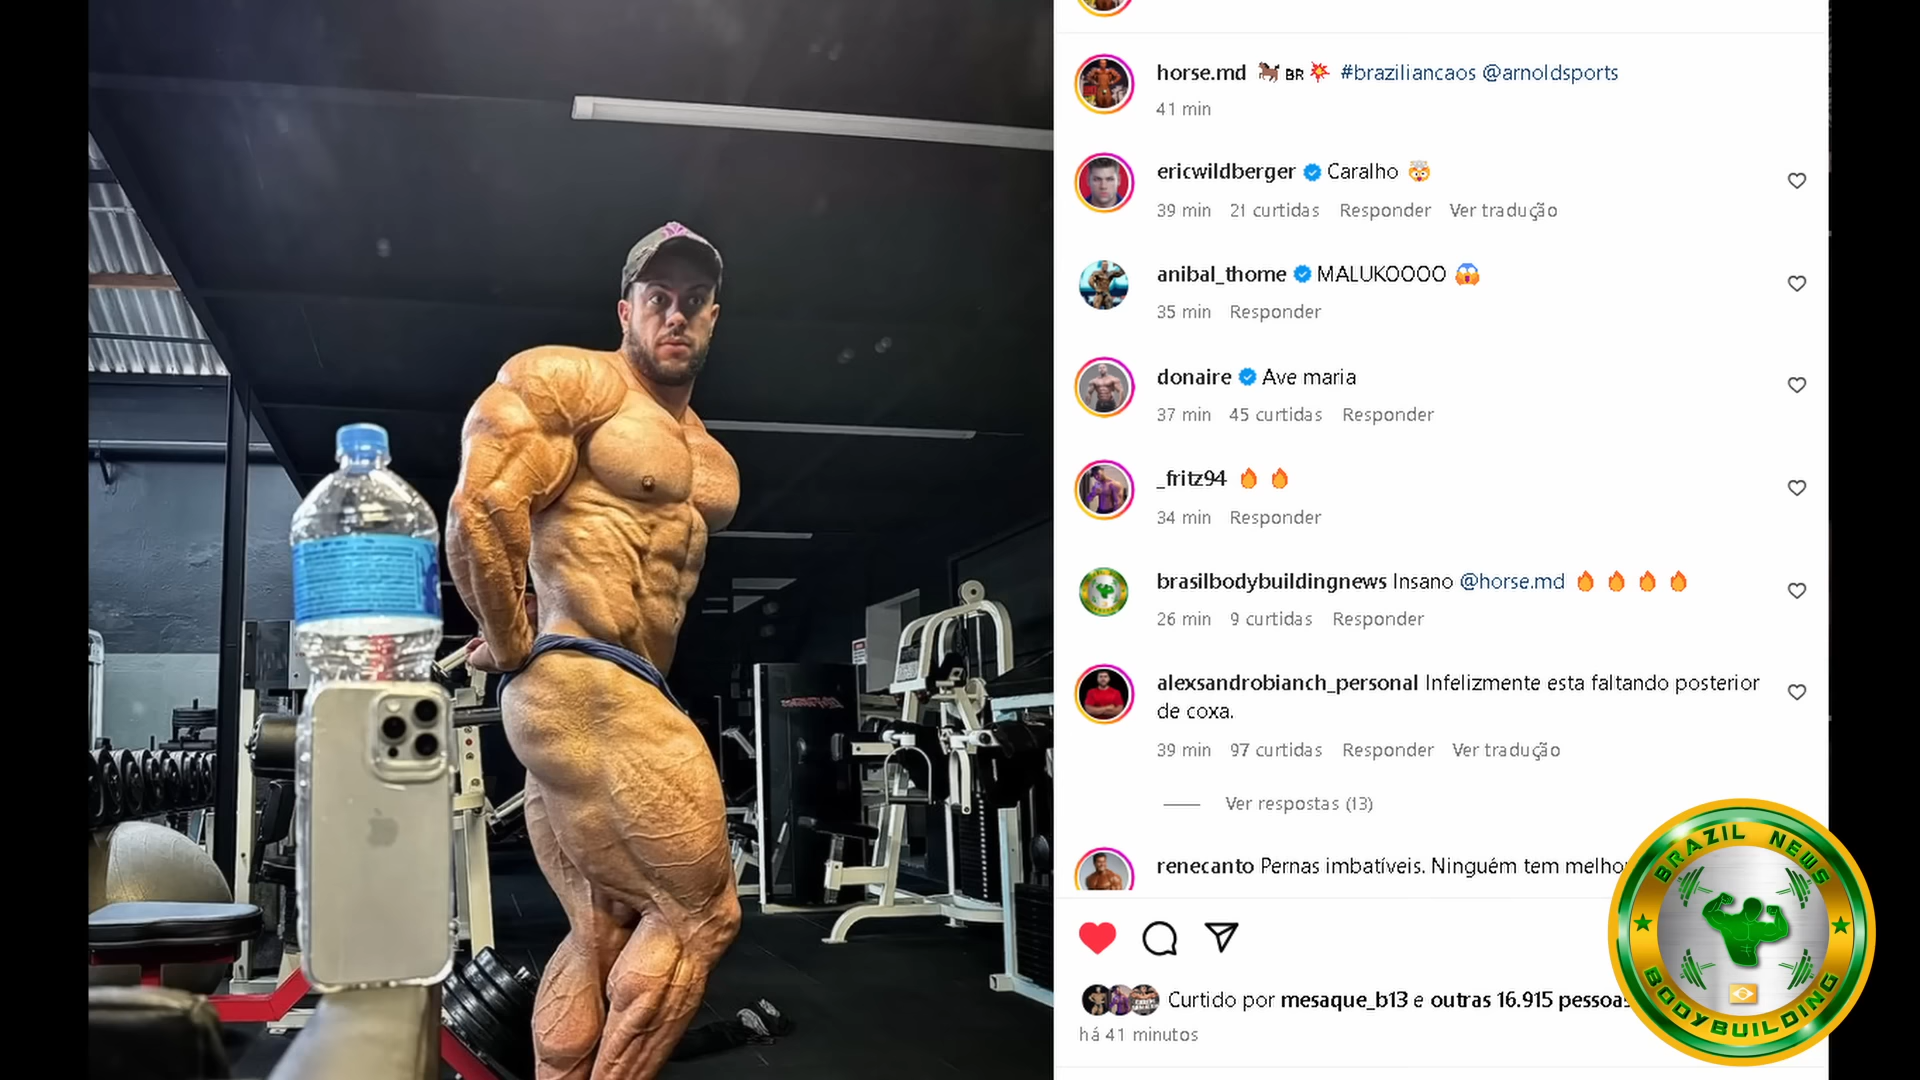 horse.md 🐎 BR 💥 #braziliancaos @arnoldsports
41 min
ericwildberger Caralho 🤯
39 min 21 curtidas Responder Ver tradução
anibal_thome MALUKOOOO 😱
35 min Responder
donaire Ave maria
37 min 45 curtidas Responder
_fritz94 🔥 🔥
34 min Responder
brasilbodybuildingnews Insano @horse.md 🔥 🔥 🔥 🔥
26 min 9 curtidas Responder
alexsandrobianch_personal Infelizmente esta faltando posterior
de coxa.
39 min 97 curtidas Responder Ver tradução
Ver respostas (13)
renecanto Pernas imbatíveis. Ninguém tem
Curtido por mesaque_b13 e outras 16.915 pessoas
há 41 minutos
BRAZIL NEWS
BODYBUILDING